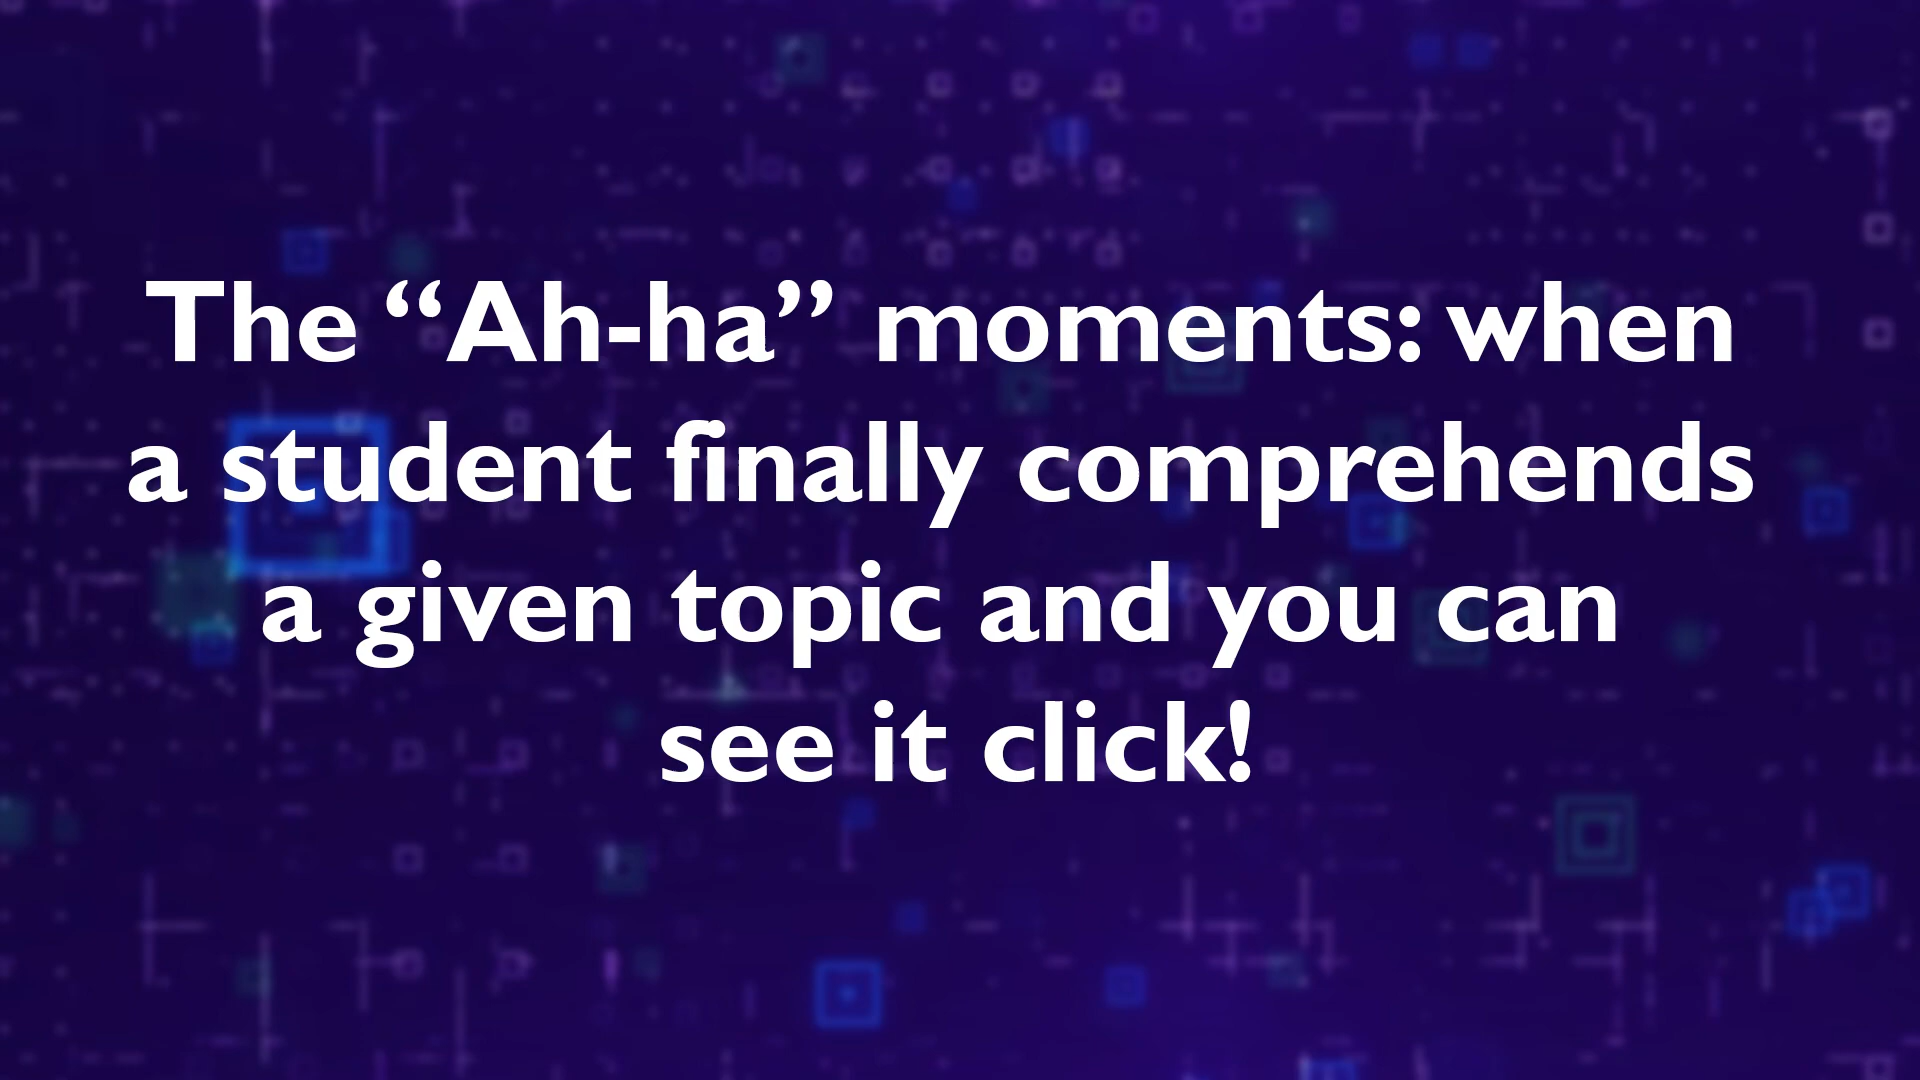 The “Ah-ha” moments: when
a student finally comprehends
a given topic and you can
see it click!